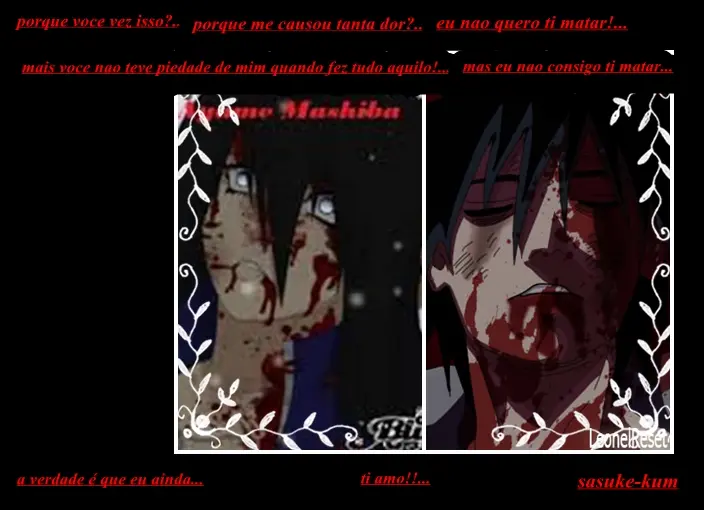 porque voce vez isso?.. porque me causou tanta dor?.. eu nao quero ti matar!...
mais voce nao teve piedade de mim quando fez tudo aquilo!... mas eu nao consigo ti matar...
Mashiba
LeonelReset
a verdade é que eu ainda... ti amo!!... sasuke-kum